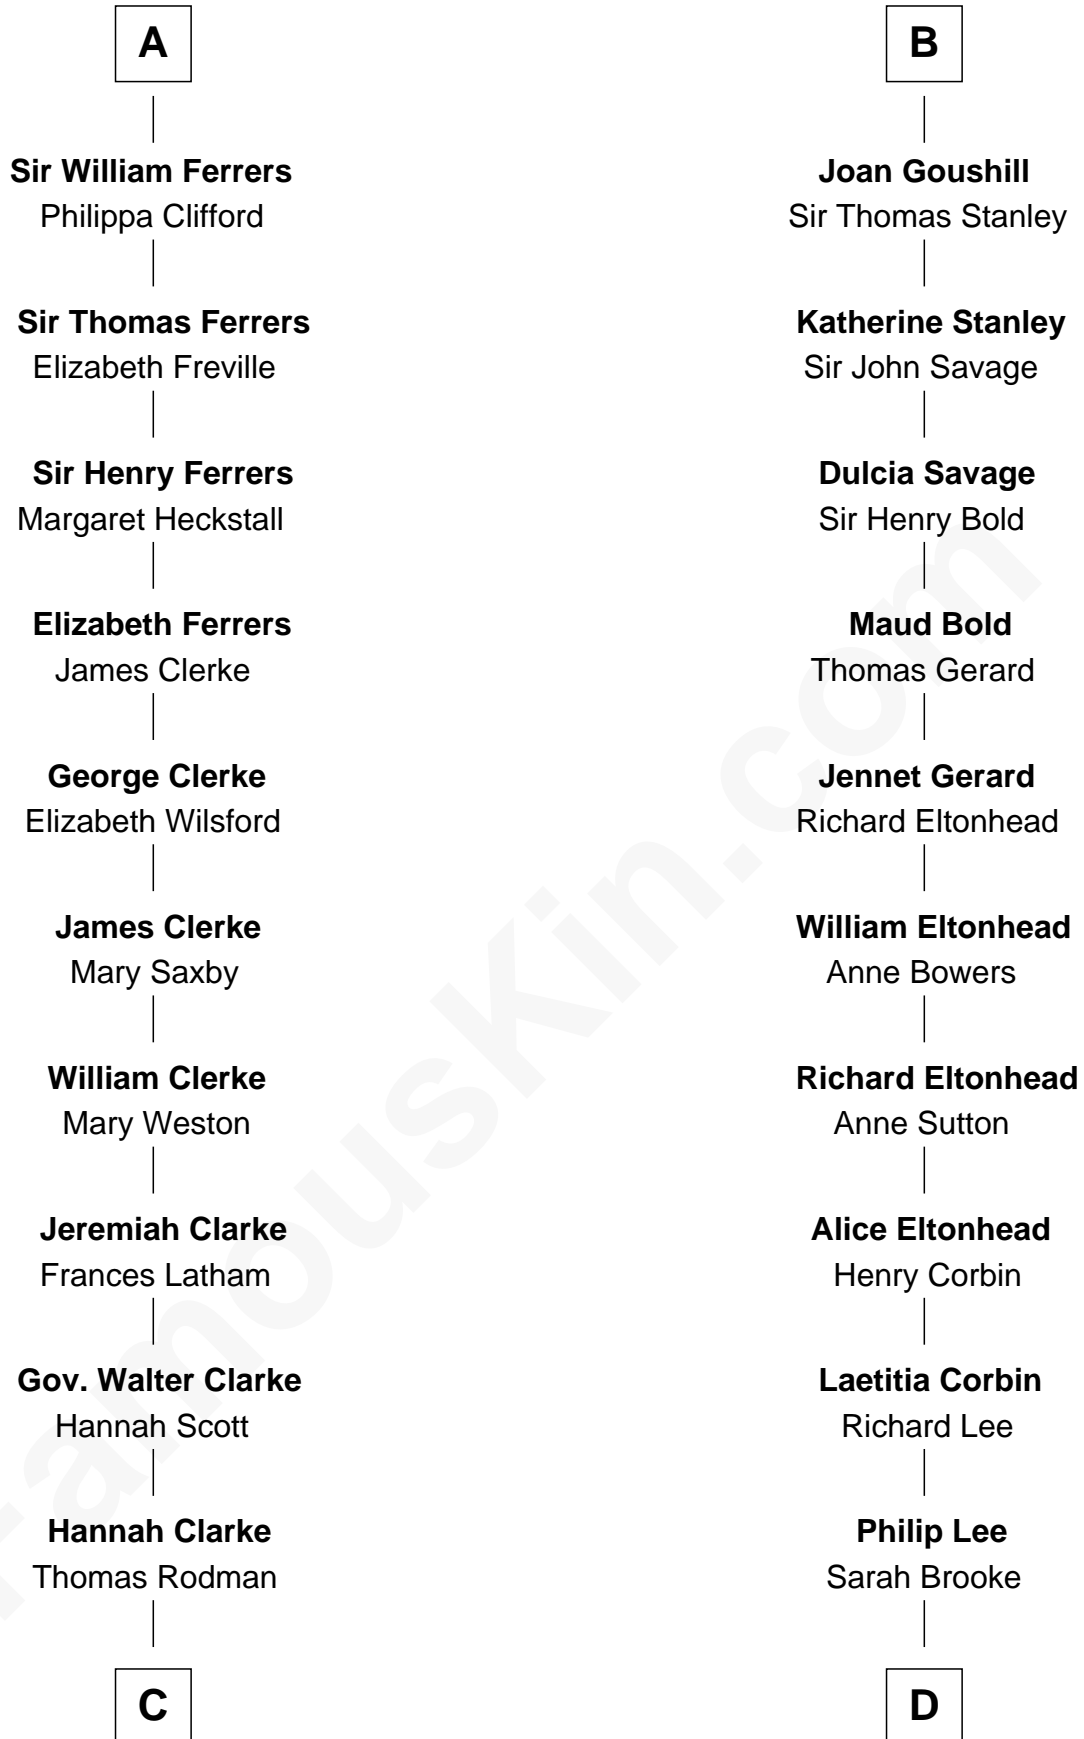 A
Sir William Ferrers
Philippa Clifford
Sir Thomas Ferrers
Elizabeth Freville
Sir Henry Ferrers
Margaret Heckstall
Elizabeth Ferrers
James Clerke
George Clerke
Elizabeth Wilsford
James Clerke
Mary Saxby
William Clerke
Mary Weston
Jeremiah Clarke
Frances Latham
Gov. Walter Clarke
Hannah Scott
Hannah Clarke
Thomas Rodman
C
B
Joan Goushill
Sir Thomas Stanley
Katherine Stanley
Sir John Savage
Dulcia Savage
Sir Henry Bold
Maud Bold
Thomas Gerard
Jennet Gerard
Richard Eltonhead
William Eltonhead
Anne Bowers
Richard Eltonhead
Anne Sutton
Alice Eltonhead
Henry Corbin
Laetitia Corbin
Richard Lee
Philip Lee
Sarah Brooke
D
FamousKin.com